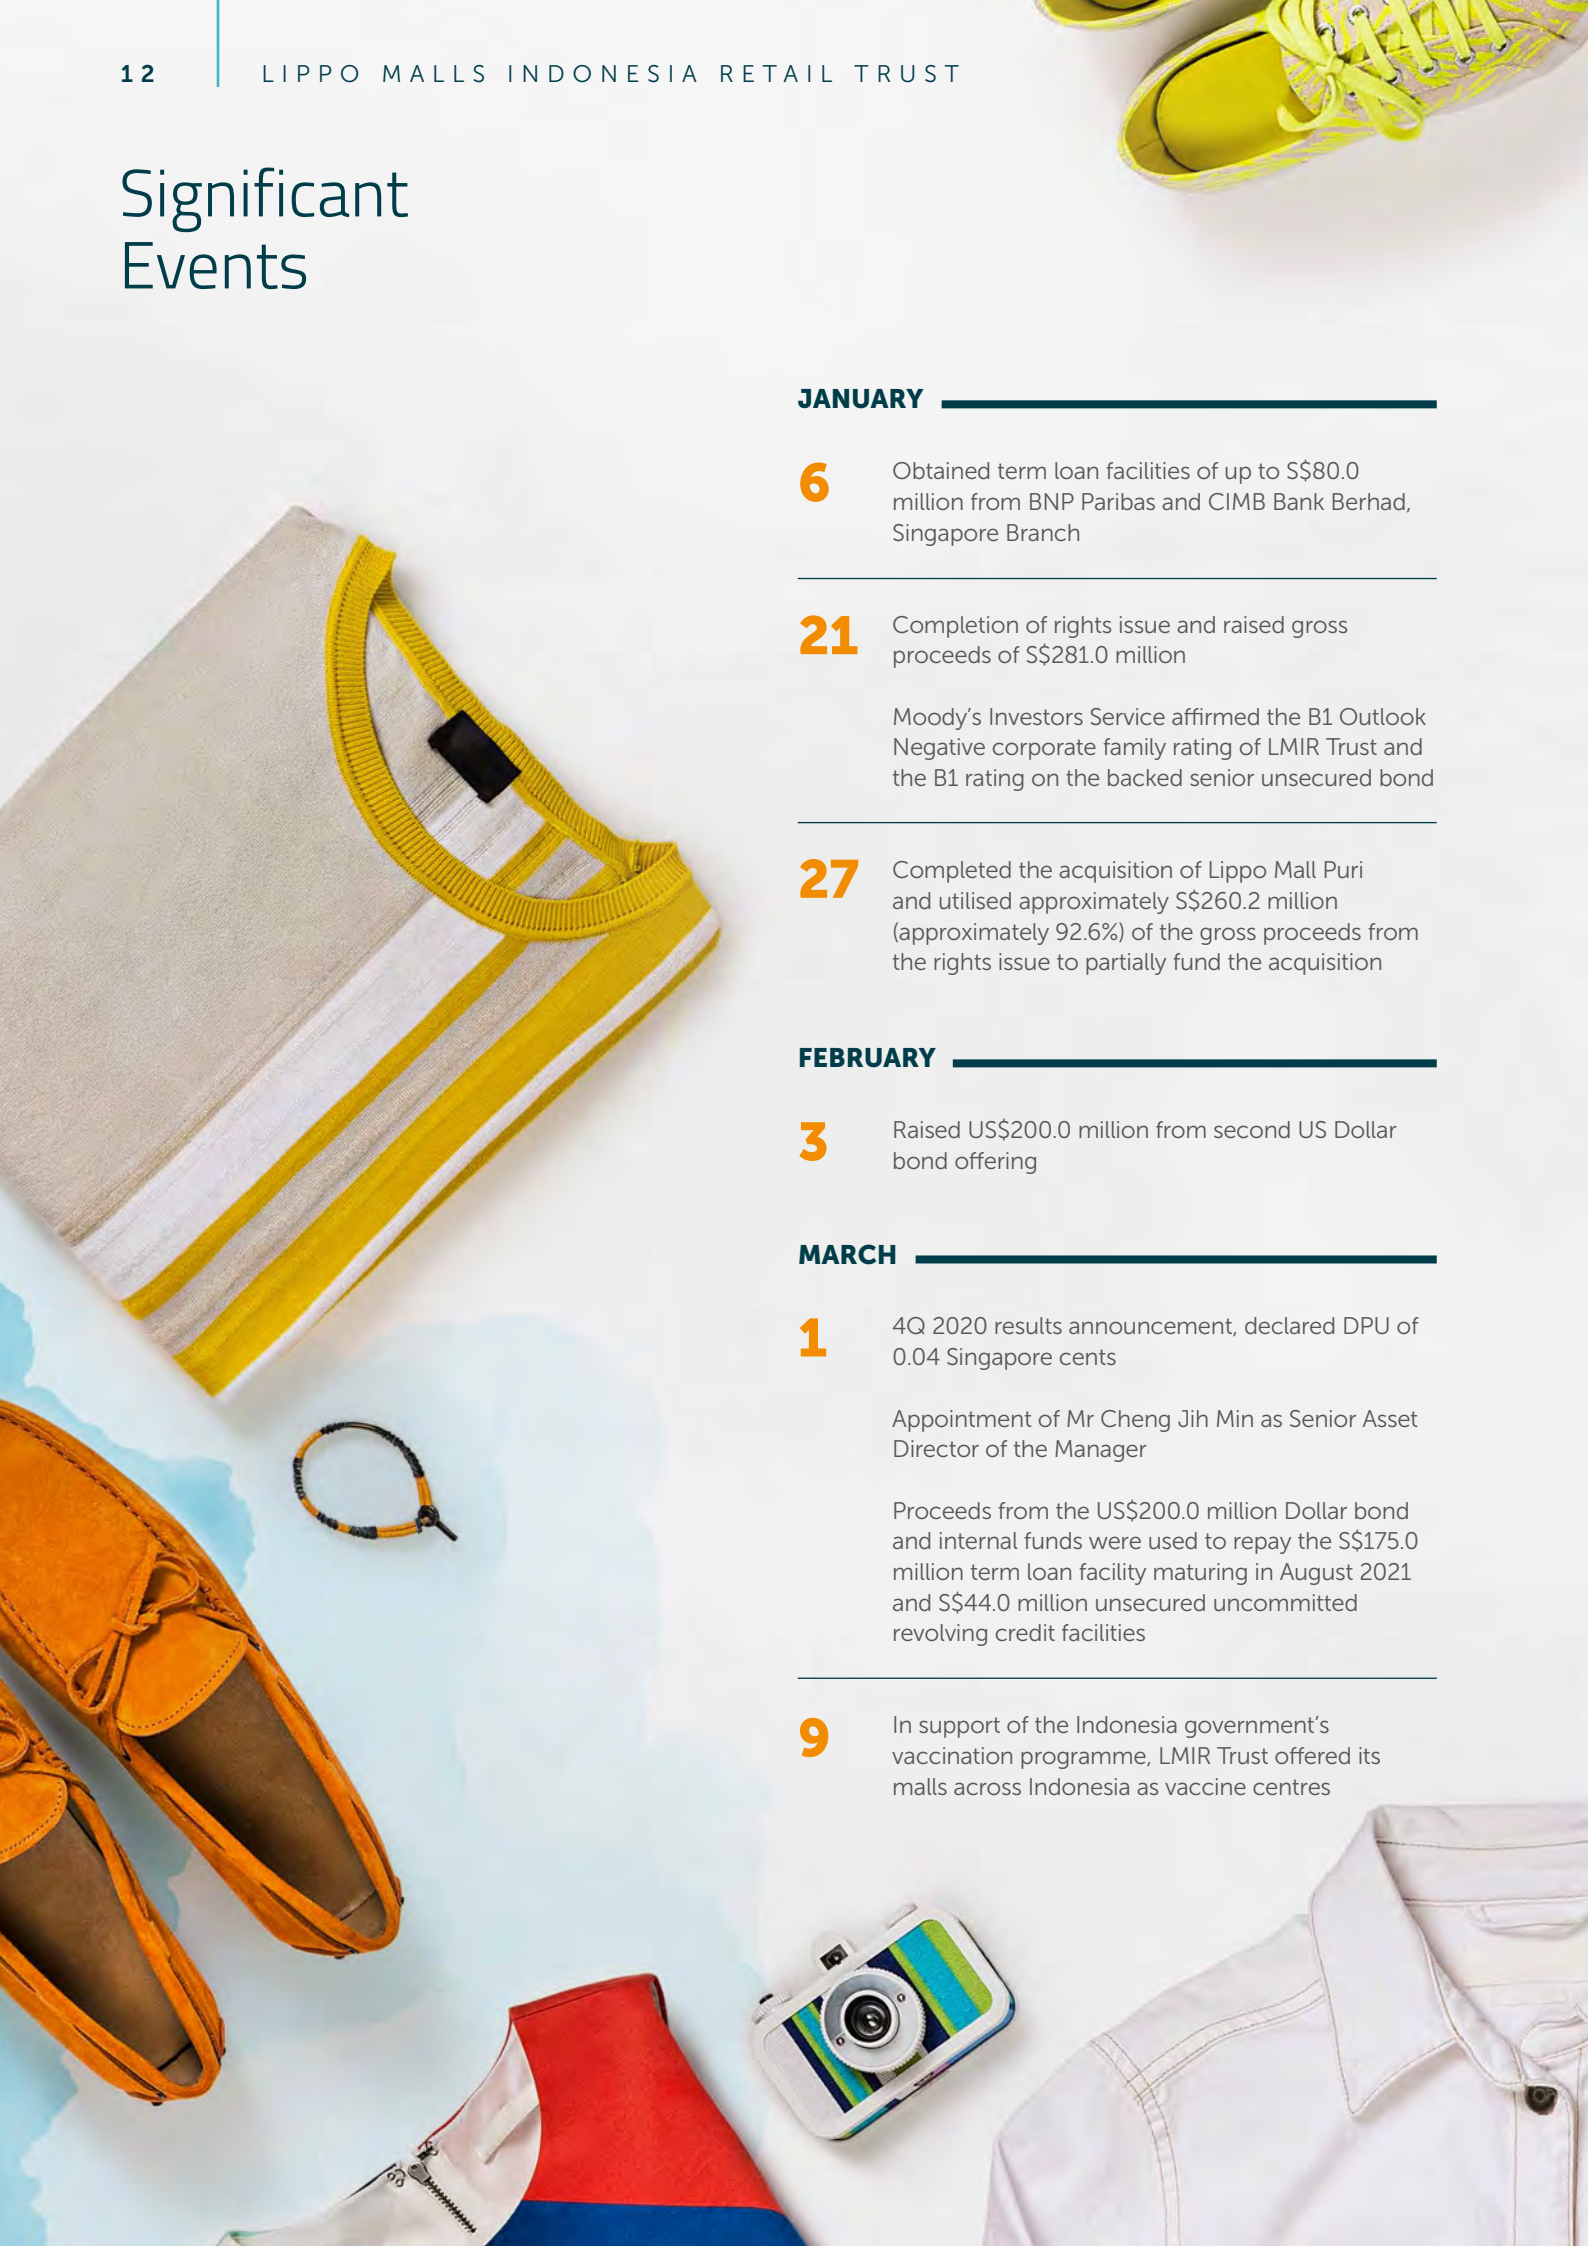 12
LIPPO MALLS INDONESIA RETAIL TRUST
Significant
Events
JANUARY
6
Obtained term loan facilities of up to S$80.0
million from BNP Paribas and CIMB Bank Berhad,
Singapore Branch
21
Completion of rights issue and raised gross
proceeds of S$281.0 million
Moody’s Investors Service affirmed the B1 Outlook
Negative corporate family rating of LMIR Trust and
the B1 rating on the backed senior unsecured bond
27
Completed the acquisition of Lippo Mall Puri
and utilised approximately S$260.2 million
(approximately 92.6%) of the gross proceeds from
the rights issue to partially fund the acquisition
FEBRUARY
3
Raised US$200.0 million from second US Dollar
bond offering
MARCH
1
4Q 2020 results announcement, declared DPU of
0.04 Singapore cents
Appointment of Mr Cheng Jih Min as Senior Asset
Director of the Manager
Proceeds from the US$200.0 million Dollar bond
and internal funds were used to repay the S$175.0
million term loan facility maturing in August 2021
and S$44.0 million unsecured uncommitted
revolving credit facilities
9
In support of the Indonesia government’s
vaccination programme, LMIR Trust offered its
malls across Indonesia as vaccine centres